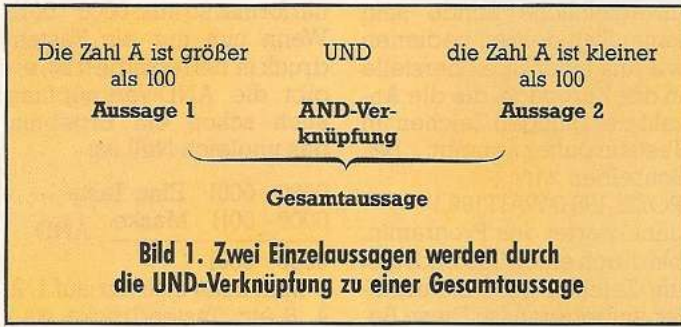 Die Zahl A ist größer UND die Zahl A ist kleiner
als 100 als 100
Aussage 1 AND-Ver- Aussage 2
knüpfung
Gesamtaussage
Bild 1. Zwei Einzelaussagen werden durch
die UND-Verknüpfung zu einer Gesamtaussage